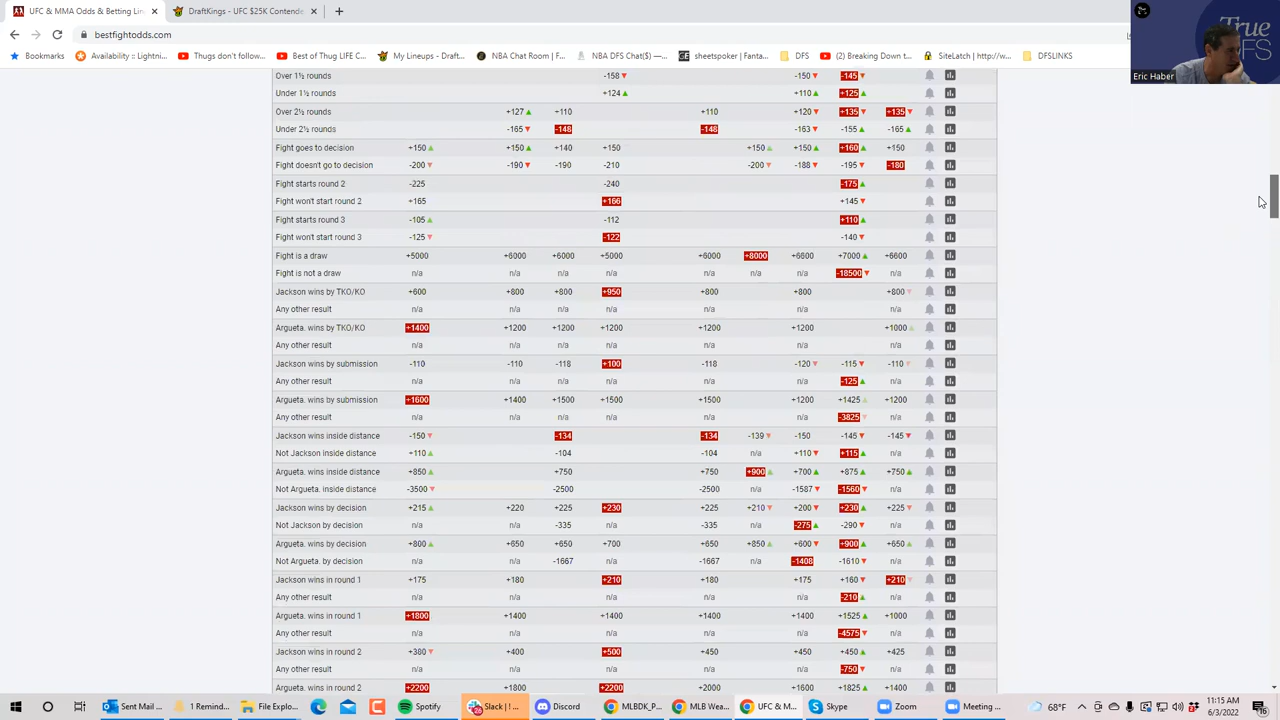 UFC & MMA Odds & Betting Lin × DraftKings - UFC $25K Contende × +
bestfightodds.com
Bookmarks Availability :: Lightni... Thugs don't follow... Best of Thug LIFE C... My Lineups - Draft... NBA Chat Room | F... NBA DFS Chat($) —... sheetspoker | Fanta... DFS (2) Breaking Down t... SiteLatch | http://w... DFSLINKS
True
DFS
Eric Haber
Over 1½ rounds -158▼ -150▼ -145▼
Under 1½ rounds +124▲ +110▲ +125▲
Over 2½ rounds +127▲ +110 +110 +120▼ +135▼ +135▼
Under 2½ rounds -165▼ -148 -148 -163▼ -155▲ -165▲
Fight goes to decision +150▲ +150▲ +140 +150 +150▲ +150▲ +160▲ +150
Fight doesn't go to decision -200▼ -190▼ -190 -210 -200▼ -188▼ -195▼ -180
Fight starts round 2 -225 -240 -175▲
Fight won't start round 2 +165 +166 +145▼
Fight starts round 3 -105▲ -112 +110▲
Fight won't start round 3 -125▼ -122 -140▼
Fight is a draw +5000 +6000 +6000 +5000 +6000 +8000 +6600 +7000▲ +6600
Fight is not a draw n/a n/a n/a n/a n/a n/a n/a -18500▼ n/a
Jackson wins by TKO/KO +600 +800 +800 +950 +800 +800 +800▼
Any other result n/a n/a n/a n/a n/a n/a n/a
Argueta. wins by TKO/KO +1400 +1200 +1200 +1200 +1200 +1200 +1000▲
Any other result n/a n/a n/a n/a n/a n/a n/a
Jackson wins by submission -110 -110 -118 +100 -118 -120▼ -115▼ -110▼
Any other result n/a n/a n/a n/a n/a n/a -125▲ n/a
Argueta. wins by submission +1600 +1400 +1500 +1500 +1500 +1200 +1425▲ +1200
Any other result n/a n/a n/a n/a n/a n/a -3825▼ n/a
Jackson wins inside distance -150▼ -134 -134 -139▼ -150 -145▼ -145▼
Not Jackson inside distance +110▲ -104 -104 n/a +110▼ +115▲ n/a
Argueta. wins inside distance +850▲ +750 +750 +900▲ +700▲ +875▲ +750▲
Not Argueta. inside distance -3500▼ -2500 -2500 n/a -1587▼ -1560▼ n/a
Jackson wins by decision +215▲ +220 +225 +230 +225 +210▼ +200▼ +230▲ +225▼
Not Jackson by decision n/a n/a -335 n/a -335 n/a -275▲ -290▼ n/a
Argueta. wins by decision +800▲ +650 +650 +700 +650 +850▲ +600▼ +900▲ +650▲
Not Argueta. by decision n/a n/a -1667 n/a -1667 n/a -1408 -1610▼ n/a
Jackson wins in round 1 +175 +180 +210 +180 +175 +160▼ +210▼
Any other result n/a n/a n/a n/a n/a -210▲ n/a
Argueta. wins in round 1 +1800 +1400 +1400 +1400 +1400 +1525▲ +1000
Any other result n/a n/a n/a n/a n/a -4575▼ n/a
Jackson wins in round 2 +380▼ +400 +500 +450 +450 +450▲ +425
Any other result n/a n/a n/a n/a n/a -750▼ n/a
Argueta. wins in round 2 +2200 +1800 +2200 +2000 +1600 +1825▲ +1400
Sent Mail ... 1 Remind... File Explo... Spotify Slack | ... Discord MLBDK_P... MLB Wea... UFC & M... Skype Zoom Meeting ... 68°F 11:15 AM
6/3/2022
16